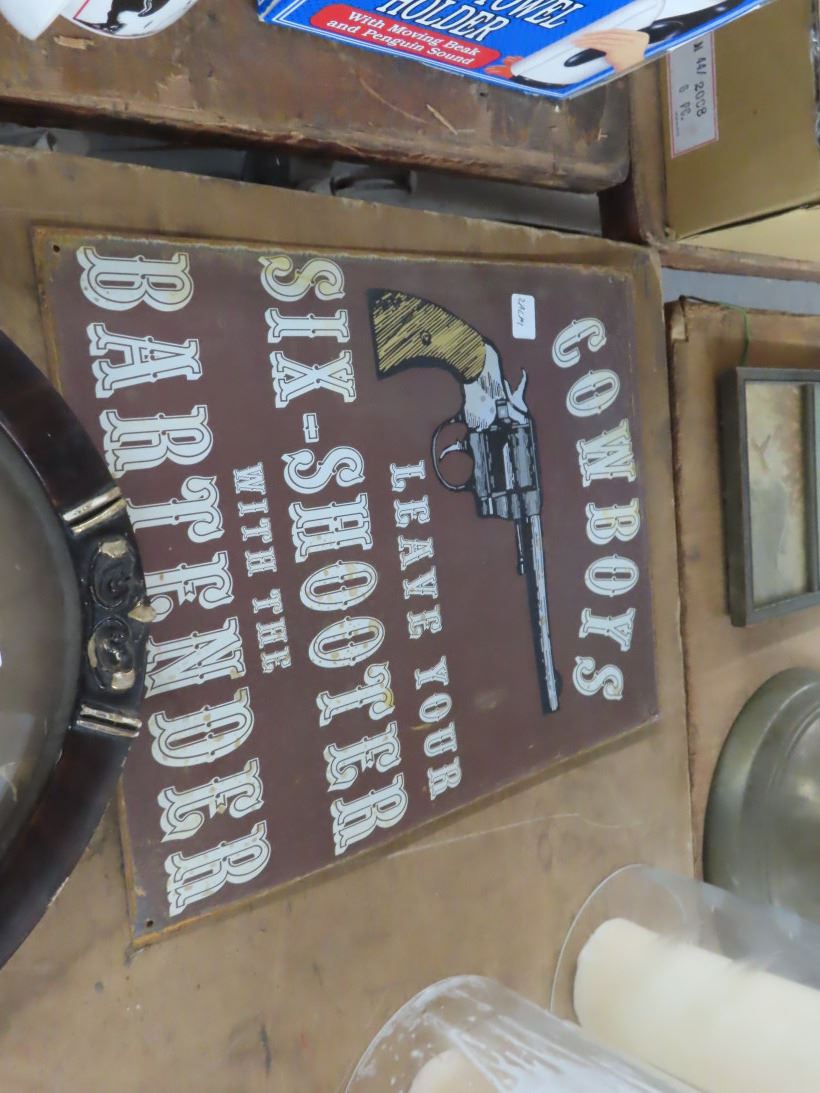 TOWEL
HOLDER
With Moving Beak
and Penguin Sound
COWBOYS
LEAVE YOUR
SIX-SHOOTER
WITH THE
BARTENDER